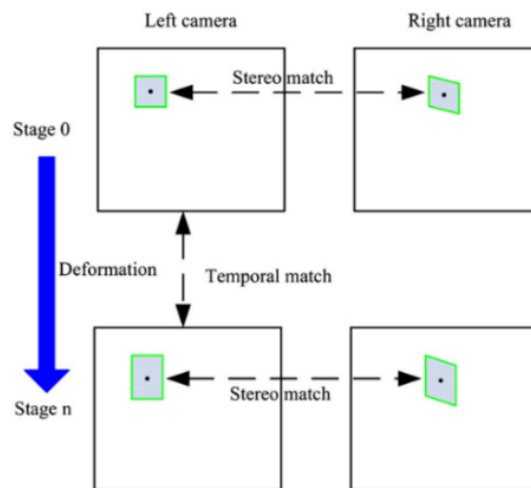 Left camera
Right camera
Stereo match
Stage 0
Deformation
Temporal match
Stereo match
Stage n